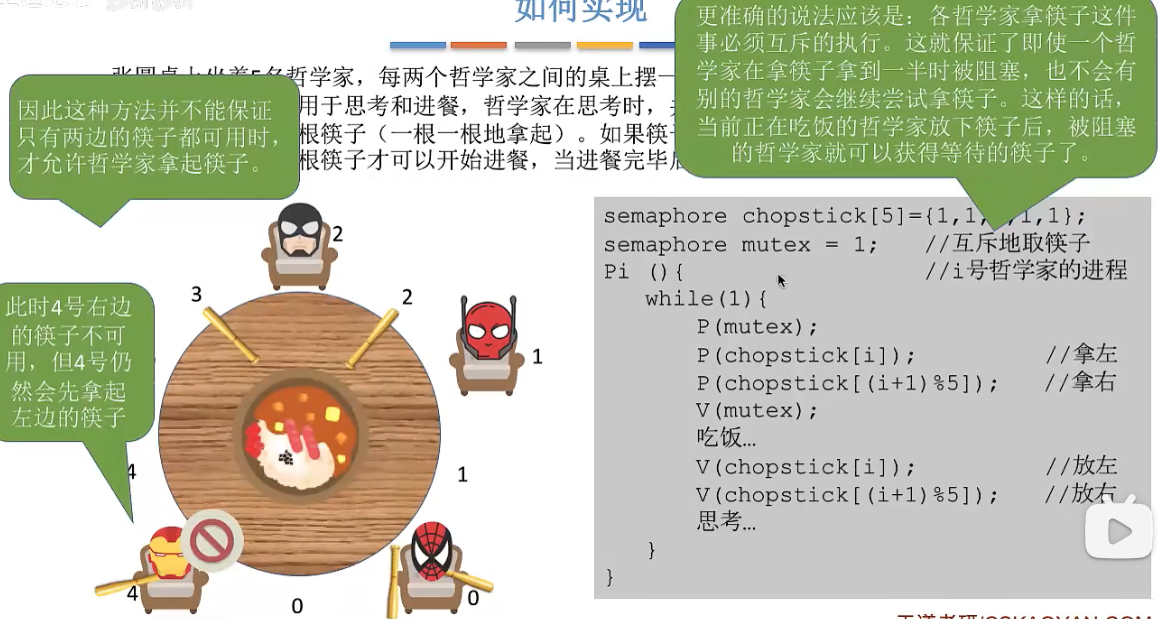 如何实现
更准确的说法应该是：各哲学家拿筷子这件
事必须互斥的执行。这就保证了即使一个哲
学家在拿筷子拿到一半时被阻塞，也不会有
别的哲学家会继续尝试拿筷子。这样的话，
当前正在吃饭的哲学家放下筷子后，被阻塞
的哲学家就可以获得等待的筷子了。
因此这种方法并不能保证
只有两边的筷子都可用时，
才允许哲学家拿起筷子。
张圆桌上坐着5名哲学家，每两个哲学家之间的桌上摆一
用于思考和进餐，哲学家在思考时，
根筷子（一根一根地拿起）。如果筷
根筷子才可以开始进餐，当进餐完毕
此时4号右边
的筷子不可
用，但4号仍
然会先拿起
左边的筷子
2
3
2
1
4
1
4
0
0
semaphore chopstick[5]={1,1, ,1,1};
semaphore mutex = 1; //互斥地取筷子
Pi (){ //i号哲学家的进程
while(1){
P(mutex);
P(chopstick[i]); //拿左
P(chopstick[(i+1)%5]); //拿右
V(mutex);
吃饭…
V(chopstick[i]); //放左
V(chopstick[(i+1)%5]); //放右
思考…
}
}